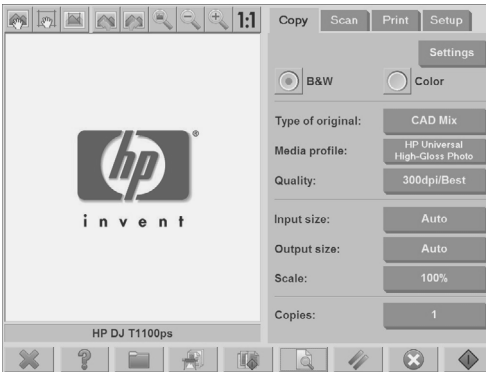 1:1
Copy
Scan
Print
Setup
Settings
B&W
Color
Type of original:
CAD Mix
Media profile:
HP Universal
High-Gloss Photo
Quality:
300dpi/Best
Input size:
Auto
Output size:
Auto
Scale:
100%
Copies:
1
hp
®
invent
HP DJ T1100ps
?